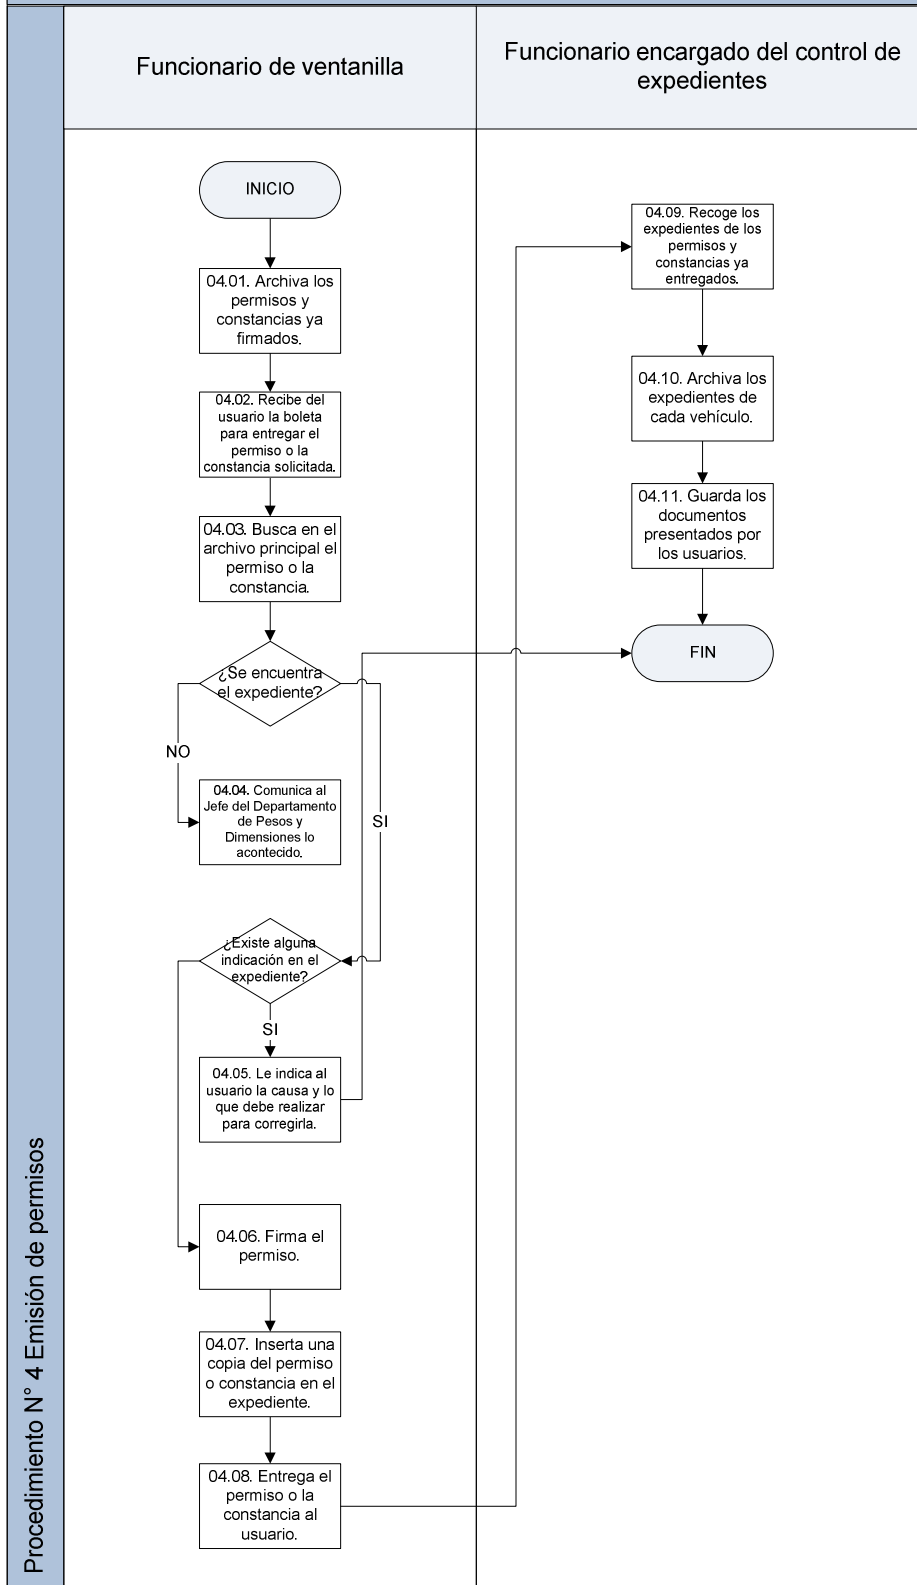 Procedimiento N° 4 Emisión de permisos
Funcionario de ventanilla
Funcionario encargado del control de
expedientes
INICIO
04.01. Archiva los
permisos y
constancias ya
firmados.
04.02. Recibe del
usuario la boleta
para entregar el
permiso o la
constancia solicitada.
04.03. Busca en el
archivo principal el
permiso o la
constancia.
¿Se encuentra
el expediente?
NO
SI
04.04. Comunica al
Jefe del Departamento
de Pesos y
Dimensiones lo
acontecido.
¿Existe alguna
indicación en el
expediente?
SI
04.05. Le indica al
usuario la causa y lo
que debe realizar
para corregirla.
04.06. Firma el
permiso.
04.07. Inserta una
copia del permiso
o constancia en el
expediente.
04.08. Entrega el
permiso o la
constancia al
usuario.
04.09. Recoge los
expedientes de los
permisos y
constancias ya
entregados.
04.10. Archiva los
expedientes de
cada vehículo.
04.11. Guarda los
documentos
presentados por
los usuarios.
FIN